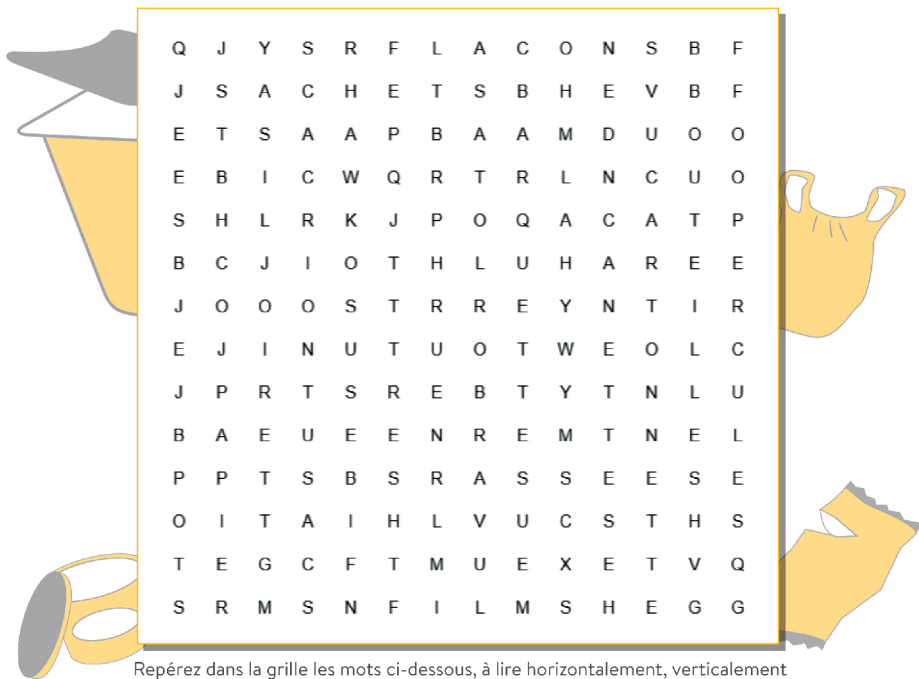 Q J Y S R F L A C O N S B F
J S A C H E T S B H E V B F
E T S A A P B A A M D U O O
E B I C W Q R T R L N C U O
S H L R K J P O Q A C A T P
B C J I O T H L U H A R E E
J O O O S T R R E Y N T I R
E J I N U T U O T W E O L C
J P R T S R E B T Y T N L U
B A E U E E N R E M T N E L
P P T S B S R A S S E E S E
O I T A I H L V U C S T H S
T E G C F T M U E X E T V Q
S R M S N F I L M S H E G G
Repérez dans la grille les mots ci-dessous, à lire horizontalement, verticalement